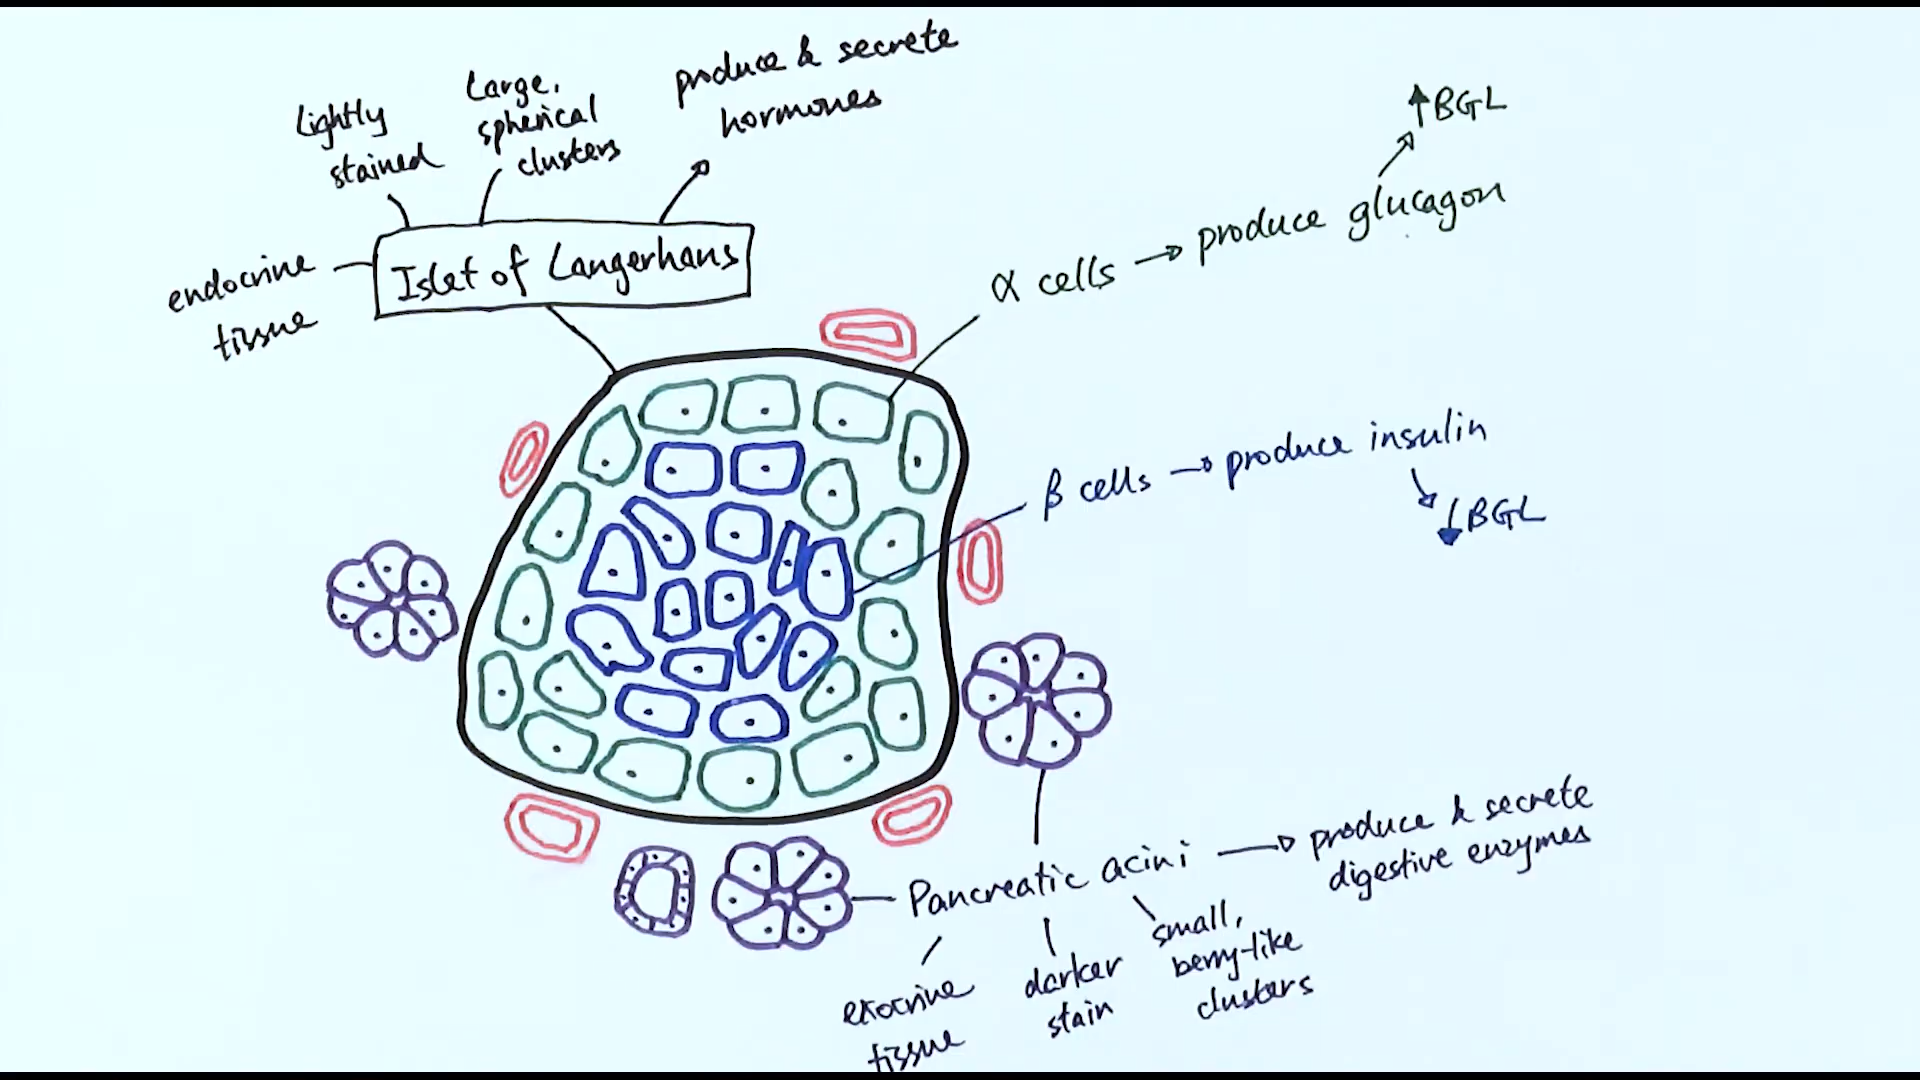 Lightly
stained
Large,
spherical
clusters
produce & secrete
hormones
endocrine
tissue
Islet of Langerhans
α cells → produce glucagon
↑BGL
β cells → produce insulin
↓BGL
Pancreatic acini → produce & secrete
digestive enzymes
exocrine
tissue
darker
stain
small,
berry-like
clusters